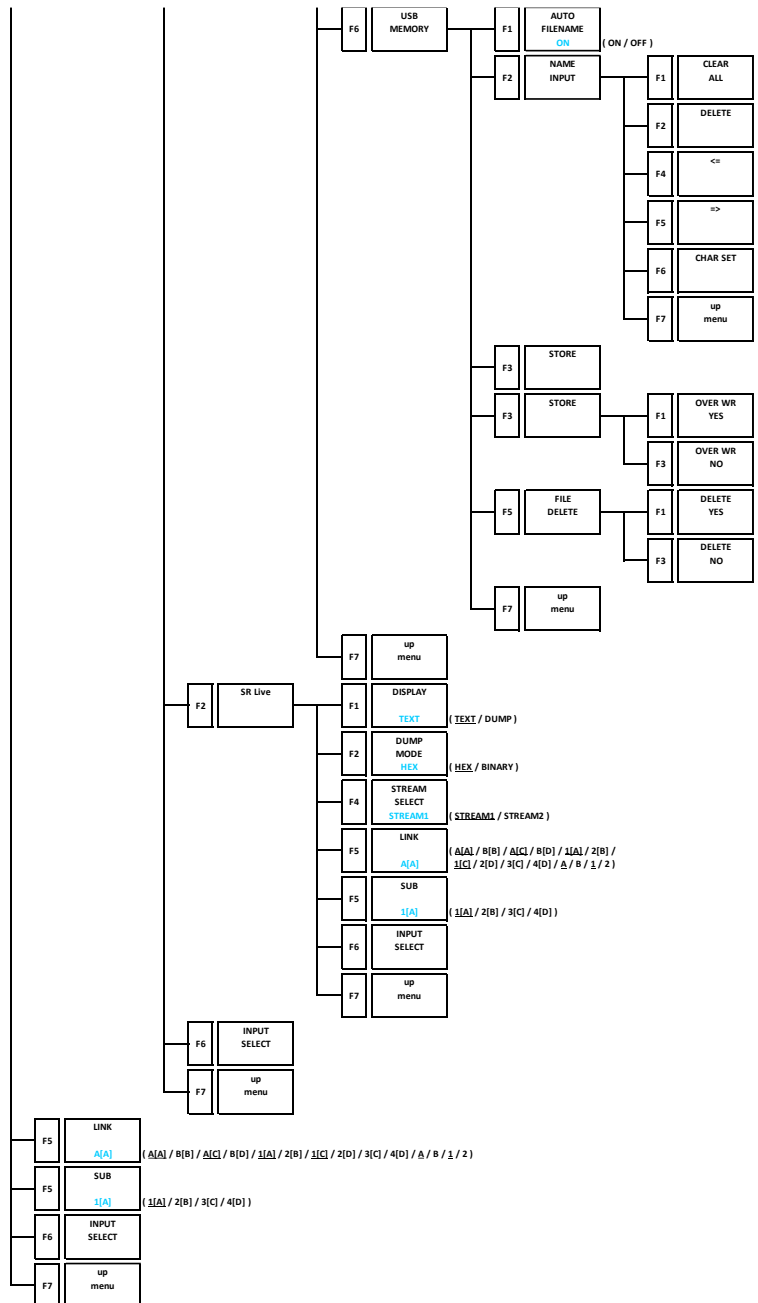 F6
USB
MEMORY
F1
AUTO
FILENAME
ON
( ON / OFF )
F2
NAME
INPUT
F1
CLEAR
ALL
F2
DELETE
F4
<=
F5
=>
F6
CHAR SET
F7
up
menu
F3
STORE
F3
STORE
F1
OVER WR
YES
F3
OVER WR
NO
F5
FILE
DELETE
F1
DELETE
YES
F3
DELETE
NO
F7
up
menu
F7
up
menu
F2
SR Live
F1
DISPLAY
TEXT
( TEXT / DUMP )
F2
DUMP
MODE
HEX
( HEX / BINARY )
F4
STREAM
SELECT
STREAM1
( STREAM1 / STREAM2 )
F5
LINK
A[A]
( A[A] / B[B] / A[C] / B[D] / 1[A] / 2[B] /
1[C] / 2[D] / 3[C] / 4[D] / A / B / 1 / 2 )
F5
SUB
1[A]
( 1[A] / 2[B] / 3[C] / 4[D] )
F6
INPUT
SELECT
F7
up
menu
F6
INPUT
SELECT
F7
up
menu
F5
LINK
A[A]
( A[A] / B[B] / A[C] / B[D] / 1[A] / 2[B] / 1[C] / 2[D] / 3[C] / 4[D] / A / B / 1 / 2 )
F5
SUB
1[A]
( 1[A] / 2[B] / 3[C] / 4[D] )
F6
INPUT
SELECT
F7
up
menu